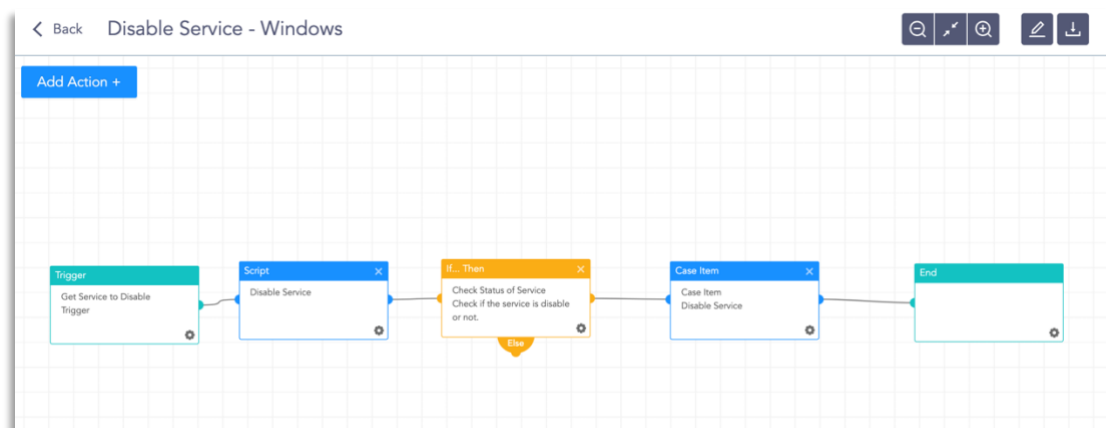 Back
Disable Service - Windows
Add Action +
Trigger
Get Service to Disable
Trigger
Script
Disable Service
If... Then
Check Status of Service
Check if the service is disable
or not.
Else
Case Item
Case Item
Disable Service
End